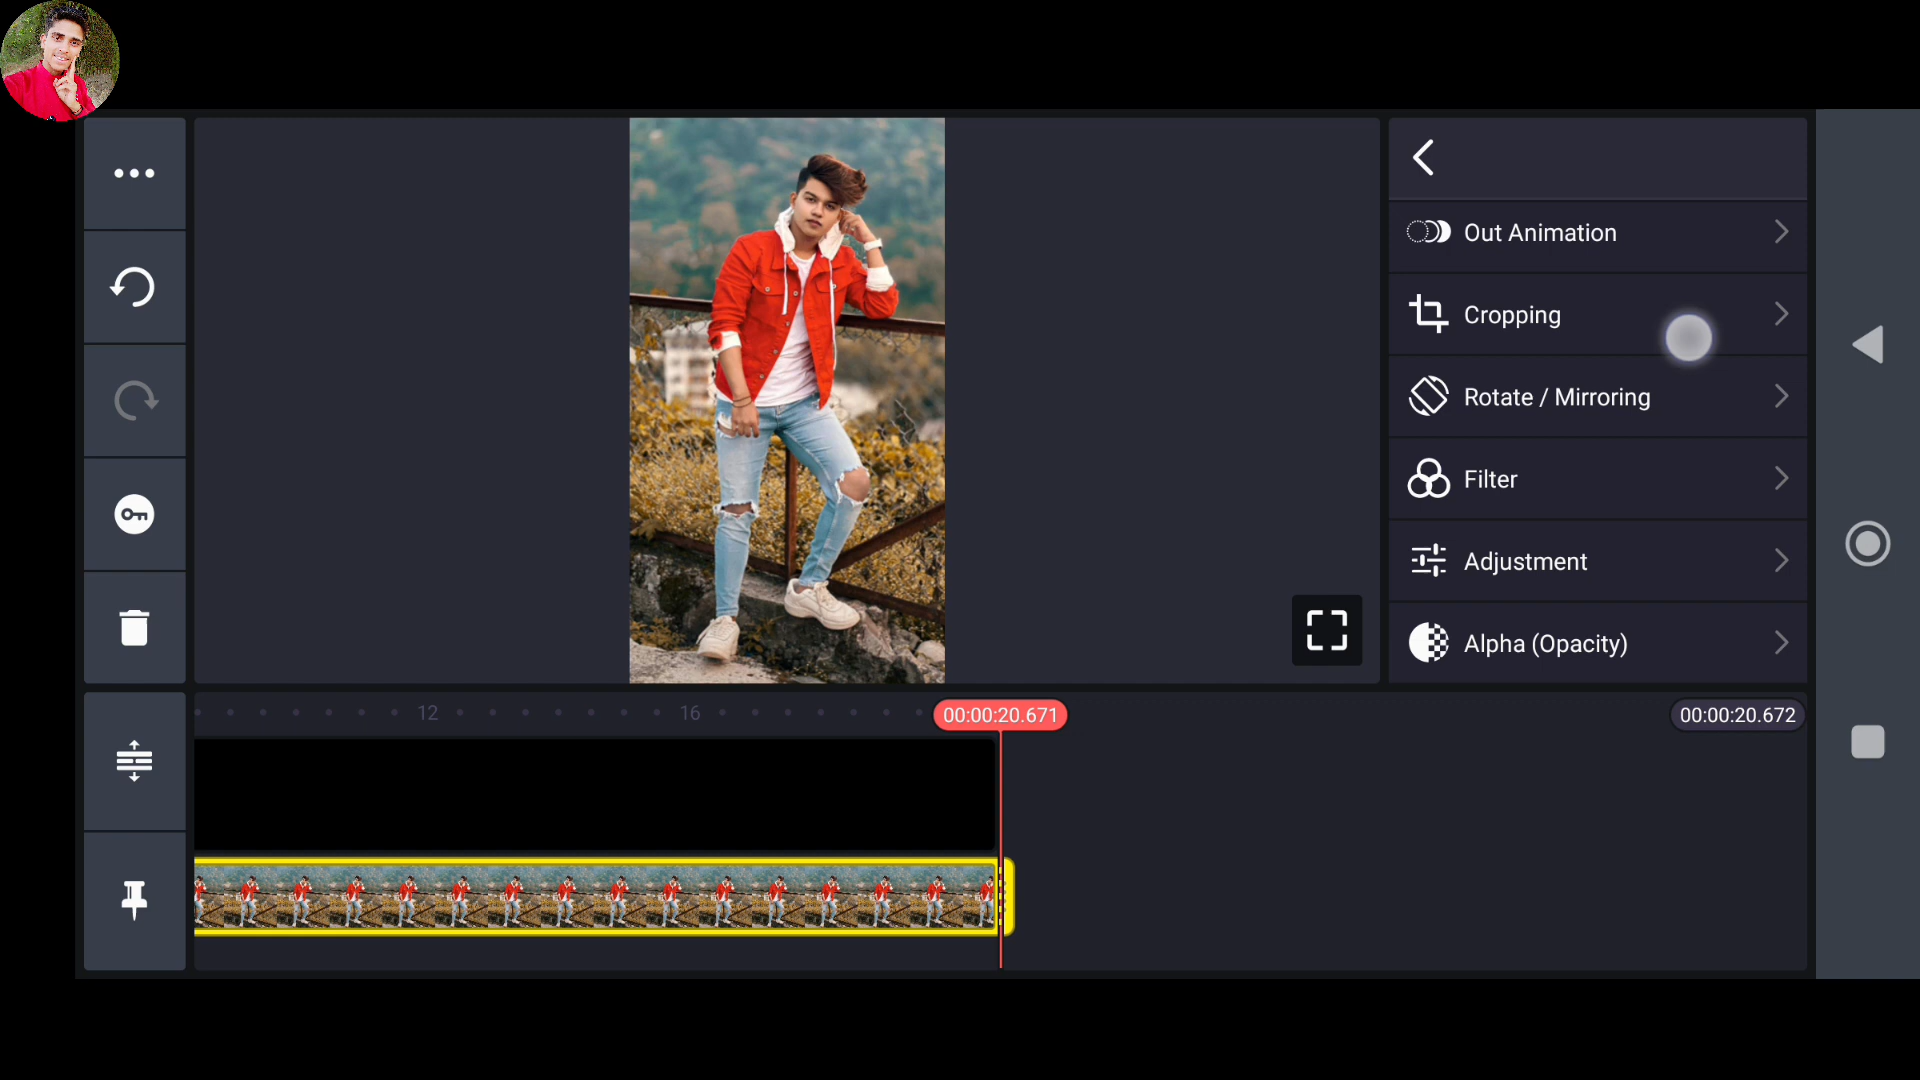 Out Animation
Cropping
Rotate / Mirroring
Filter
Adjustment
Alpha (Opacity)
12
16
00:00:20.671
00:00:20.672